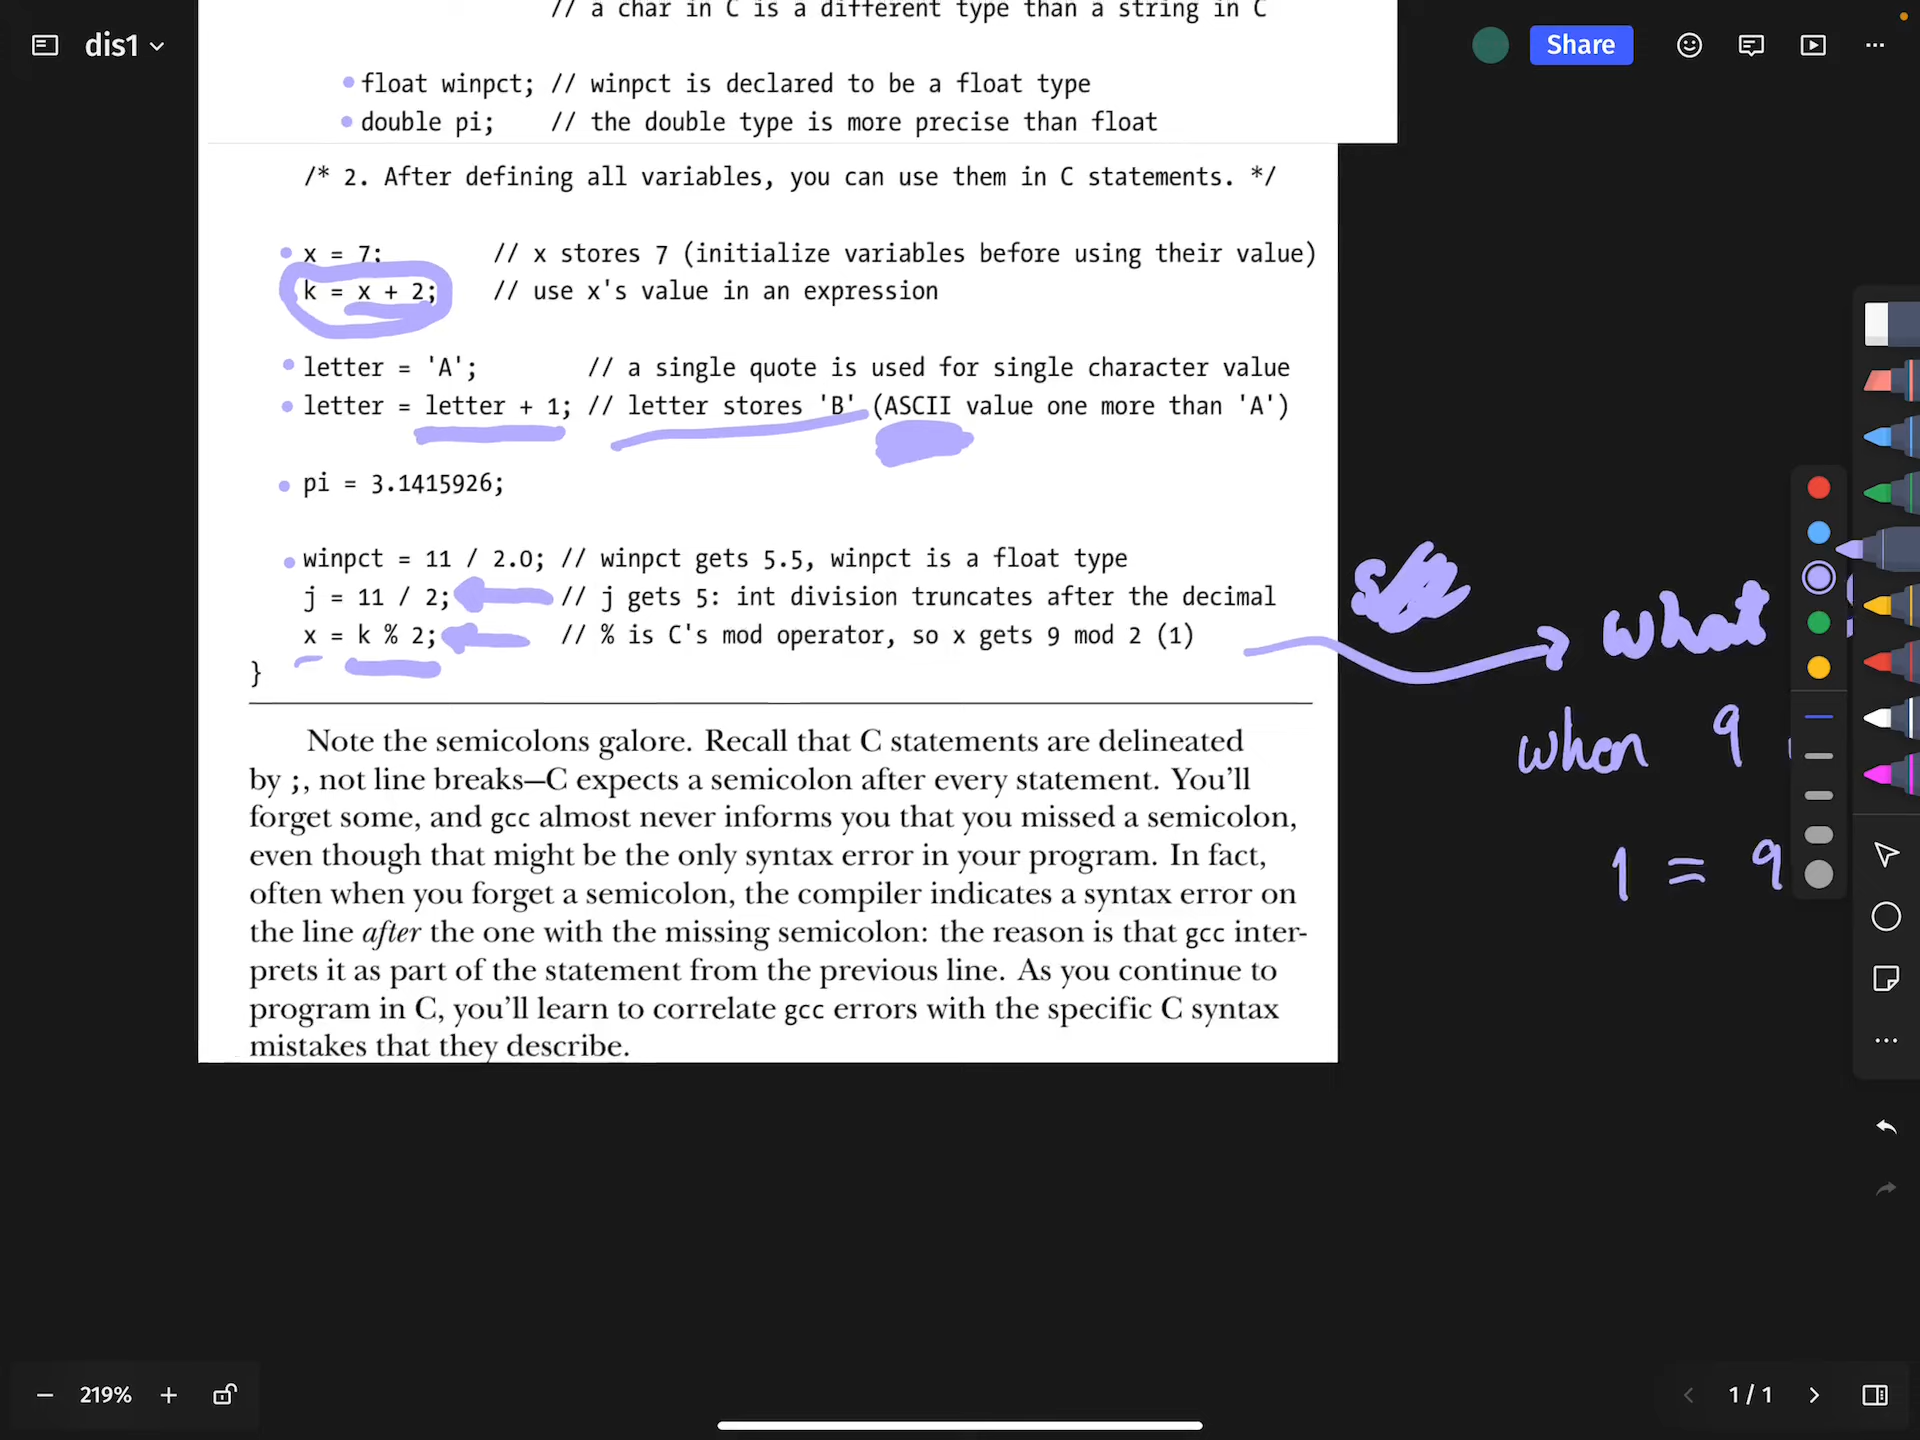 dis1
Share
// a char in C is a different type than a string in C
float winpct; // winpct is declared to be a float type
double pi; // the double type is more precise than float
/* 2. After defining all variables, you can use them in C statements. */
x = 7; // x stores 7 (initialize variables before using their value)
k = x + 2; // use x's value in an expression
letter = 'A'; // a single quote is used for single character value
letter = letter + 1; // letter stores 'B' (ASCII value one more than 'A')
pi = 3.1415926;
winpct = 11 / 2.0; // winpct gets 5.5, winpct is a float type
j = 11 / 2; // j gets 5: int division truncates after the decimal
x = k % 2; // % is C's mod operator, so x gets 9 mod 2 (1)
}
what
when 9
1 = 9
Note the semicolons galore. Recall that C statements are delineated
by ;, not line breaks—C expects a semicolon after every statement. You'll
forget some, and gcc almost never informs you that you missed a semicolon,
even though that might be the only syntax error in your program. In fact,
often when you forget a semicolon, the compiler indicates a syntax error on
the line after the one with the missing semicolon: the reason is that gcc inter-
prets it as part of the statement from the previous line. As you continue to
program in C, you'll learn to correlate gcc errors with the specific C syntax
mistakes that they describe.
219%
1 / 1